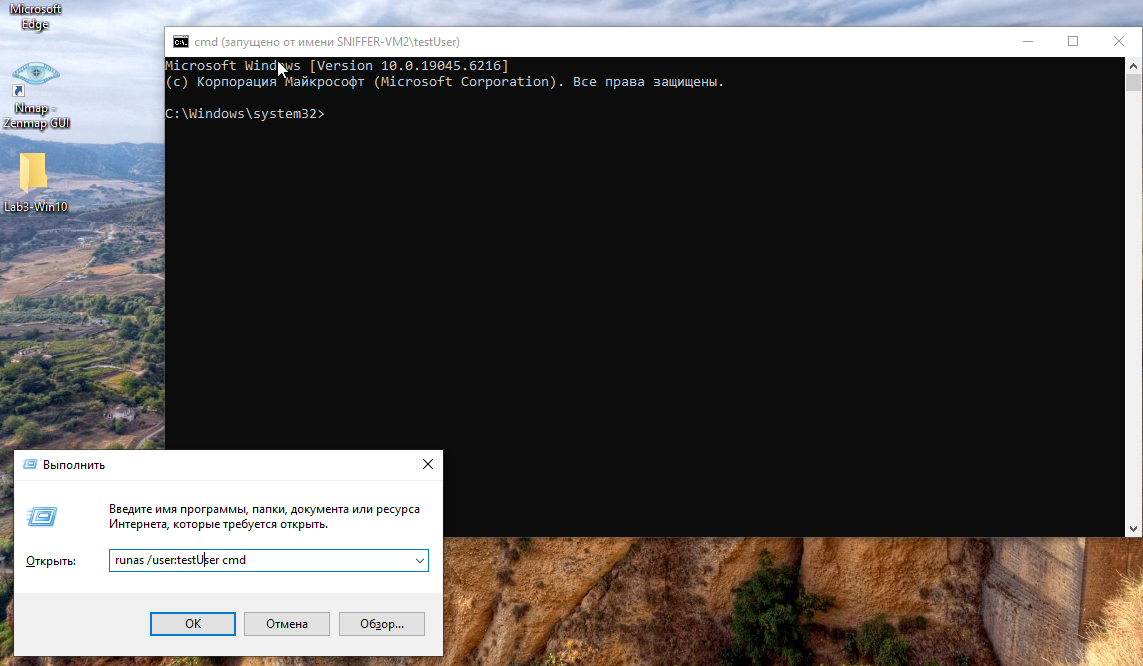 Microsoft
Edge
Nmap -
Zenmap GUI
Lab3-Win10
cmd (запущено от имени SNIFFER-VM2\testUser)
Microsoft Windows [Version 10.0.19045.6216]
(c) Корпорация Майкрософт (Microsoft Corporation). Все права защищены.
C:\Windows\system32>
Выполнить
Введите имя программы, папки, документа или ресурса
Интернета, которые требуется открыть.
Открыть:
runas /user:testUser cmd
ОК
Отмена
Обзор...